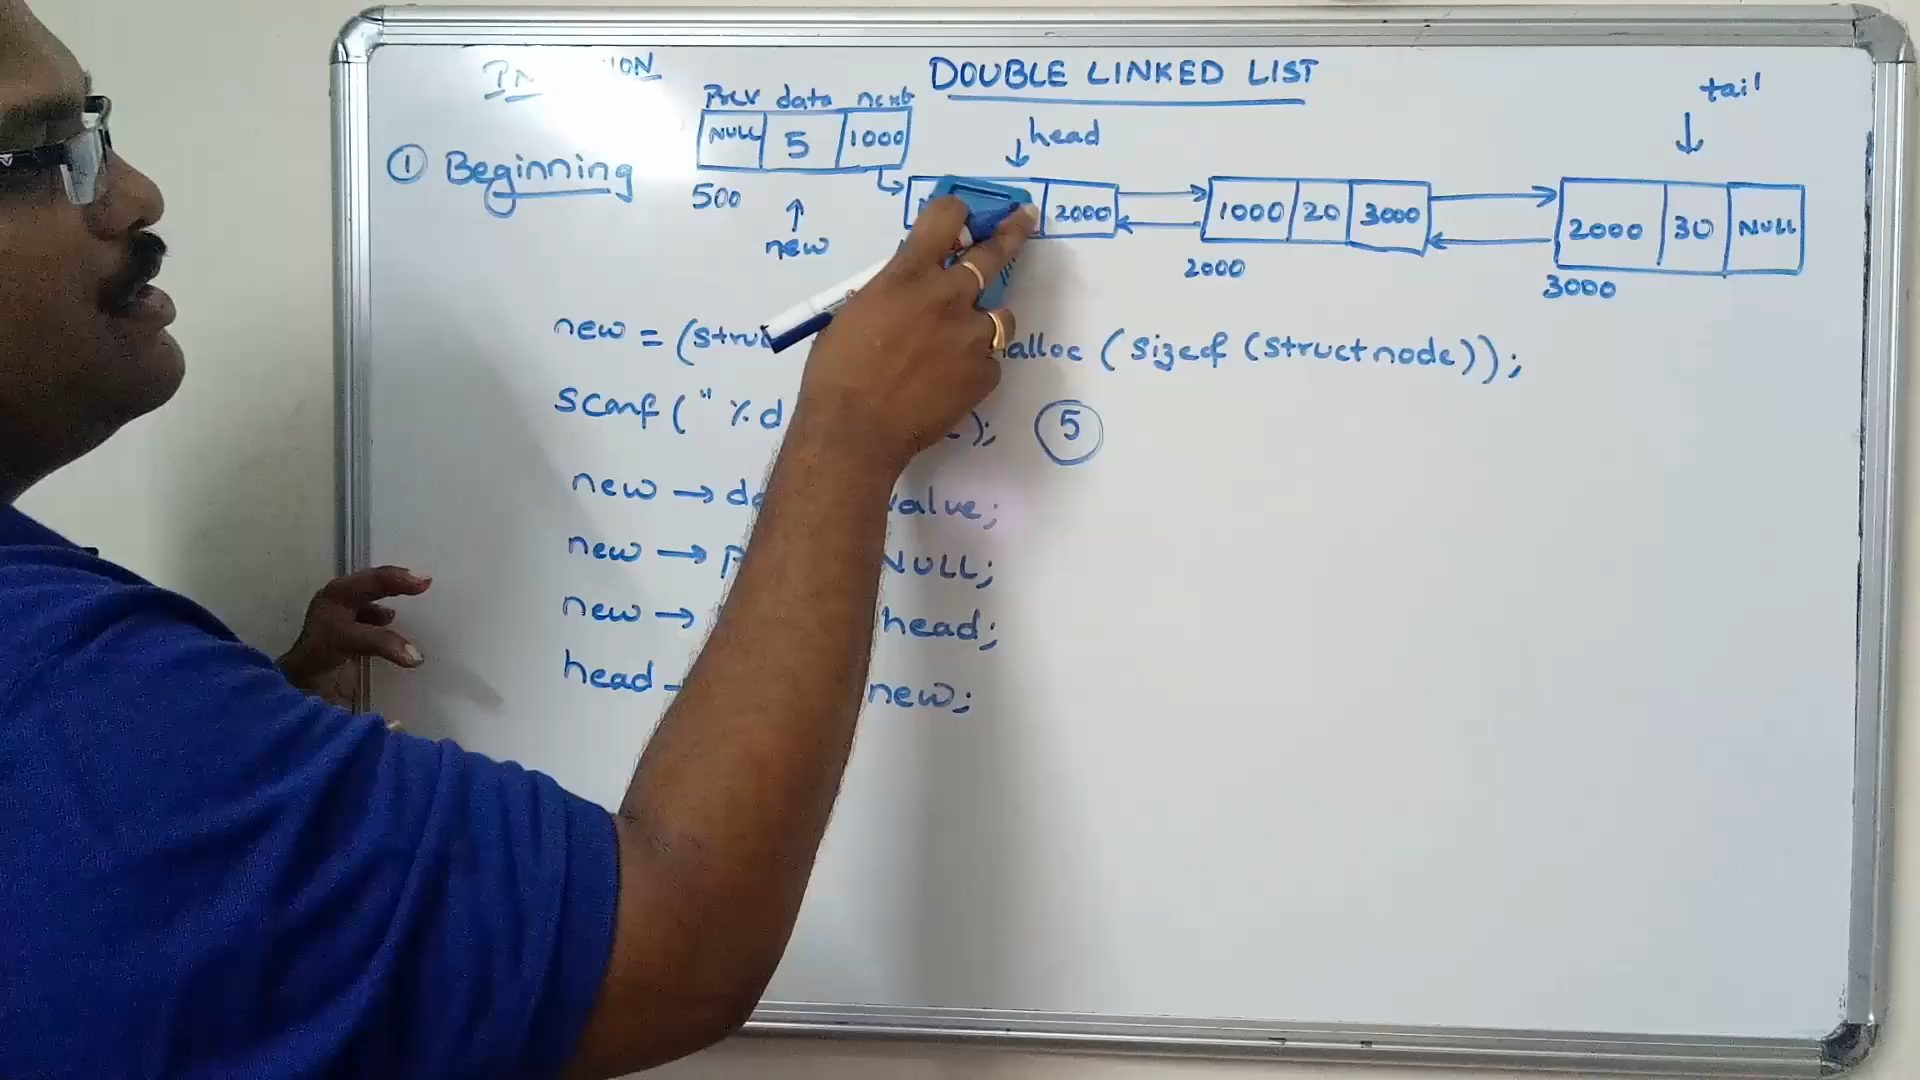 DOUBLE LINKED LIST
tail
Prev data next
NULL 5 1000
head
① Beginning
500
new
2000
1000 20 3000
2000
2000 30 NULL
3000
new = (struc alloc (sizeof (struct node));
scanf (" %d ); 5
new → value;
new → NULL;
new → head;
head new;